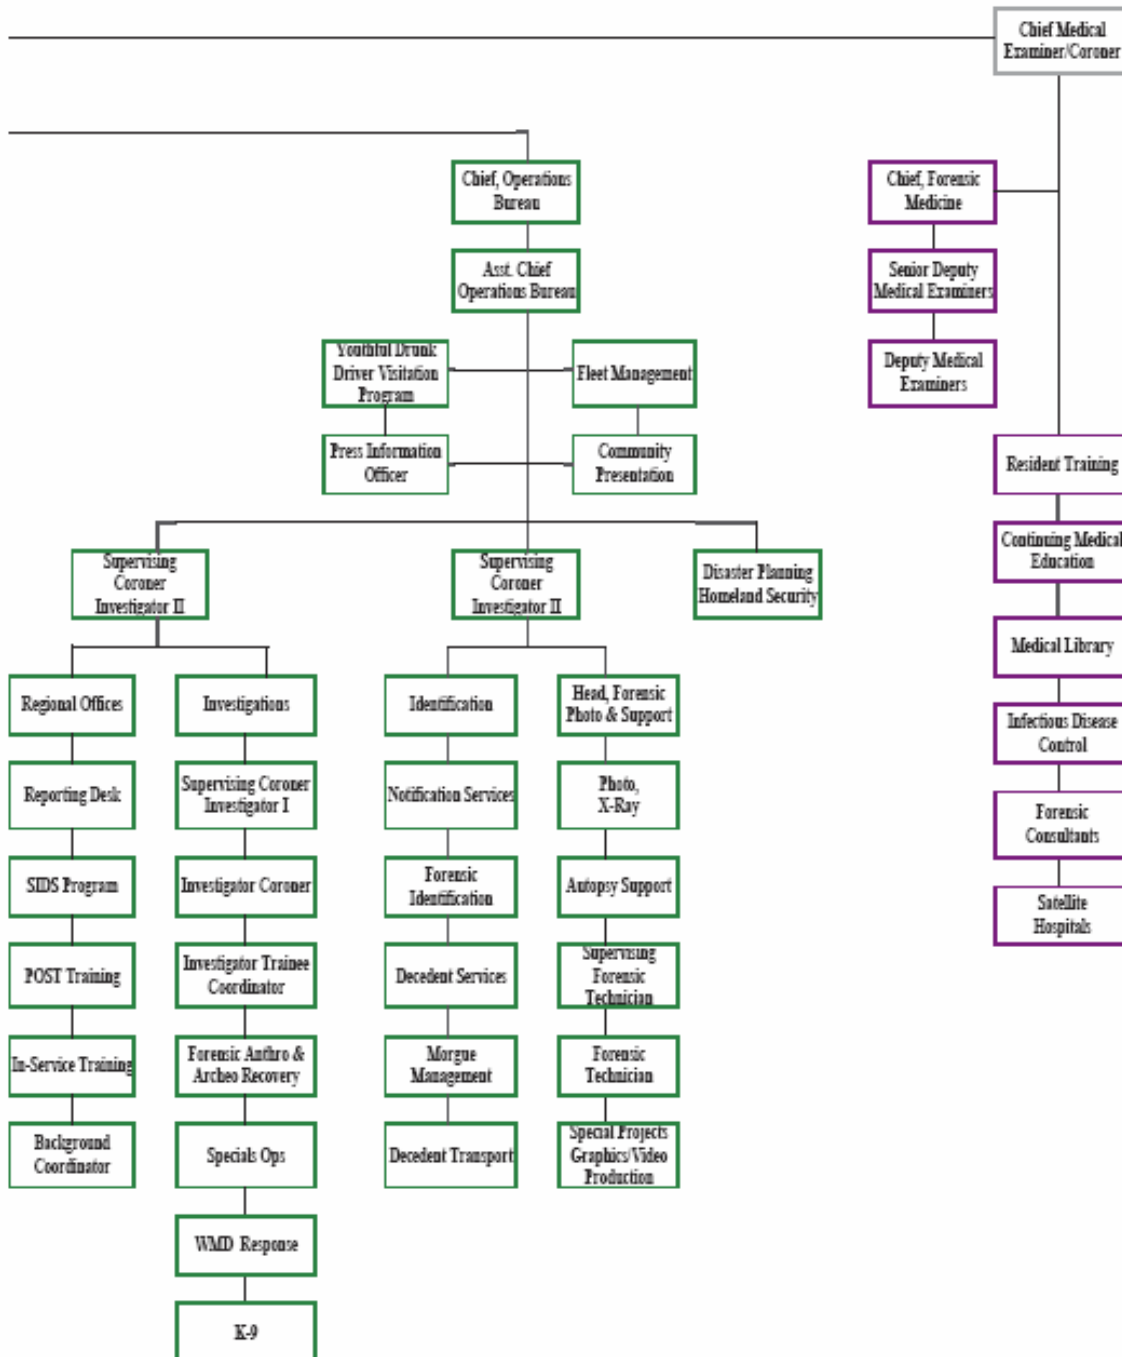 Chief Medical
Examiner/Coroner
Chief, Operations
Bureau
Chief, Forensic
Medicine
Asst. Chief
Operations Bureau
Senior Deputy
Medical Examiners
Youthful Drunk
Driver Visitation
Program
Fleet Management
Deputy Medical
Examiners
Press Information
Officer
Community
Presentation
Resident Training
Continuing Medical
Education
Supervising
Coroner
Investigator II
Supervising
Coroner
Investigator II
Disaster Planning
Homeland Security
Medical Library
Regional Offices
Investigations
Identification
Head, Forensic
Photo & Support
Infectious Disease
Control
Reporting Desk
Supervising Coroner
Investigator I
Notification Services
Photo,
X-Ray
Forensic
Consultants
SIDS Program
Investigator Coroner
Forensic
Identification
Autopsy Support
Satellite
Hospitals
POST Training
Investigator Trainee
Coordinator
Decedent Services
Supervising
Forensic
Technician
In-Service Training
Forensic Anthro &
Archeo Recovery
Morgue
Management
Forensic
Technician
Background
Coordinator
Specials Ops
Decedent Transport
Special Projects
Graphics/Video
Production
WMD Response
K-9